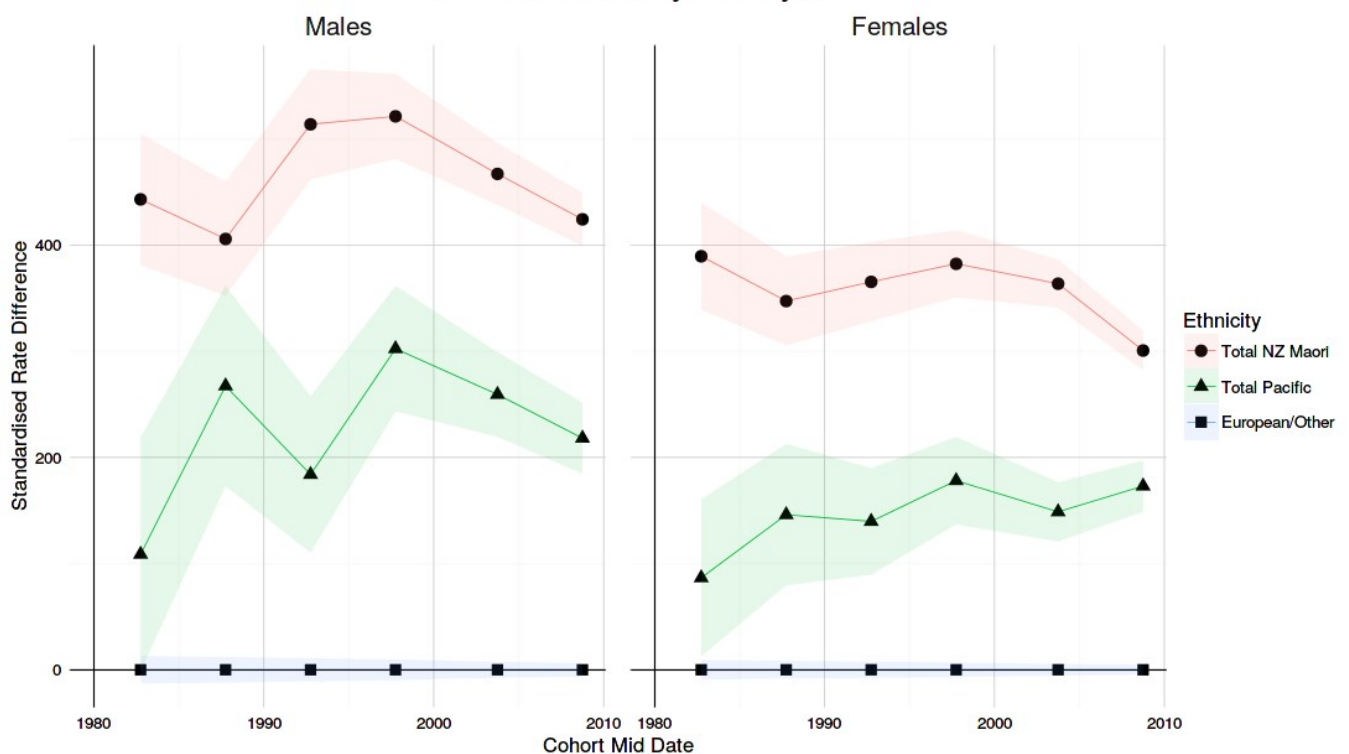 Males Females
Standardised Rate Difference
400
200
0
1980 1990 2000 2010 1980 1990 2000 2010
Cohort Mid Date
Ethnicity
Total NZ Maori
Total Pacific
European/Other